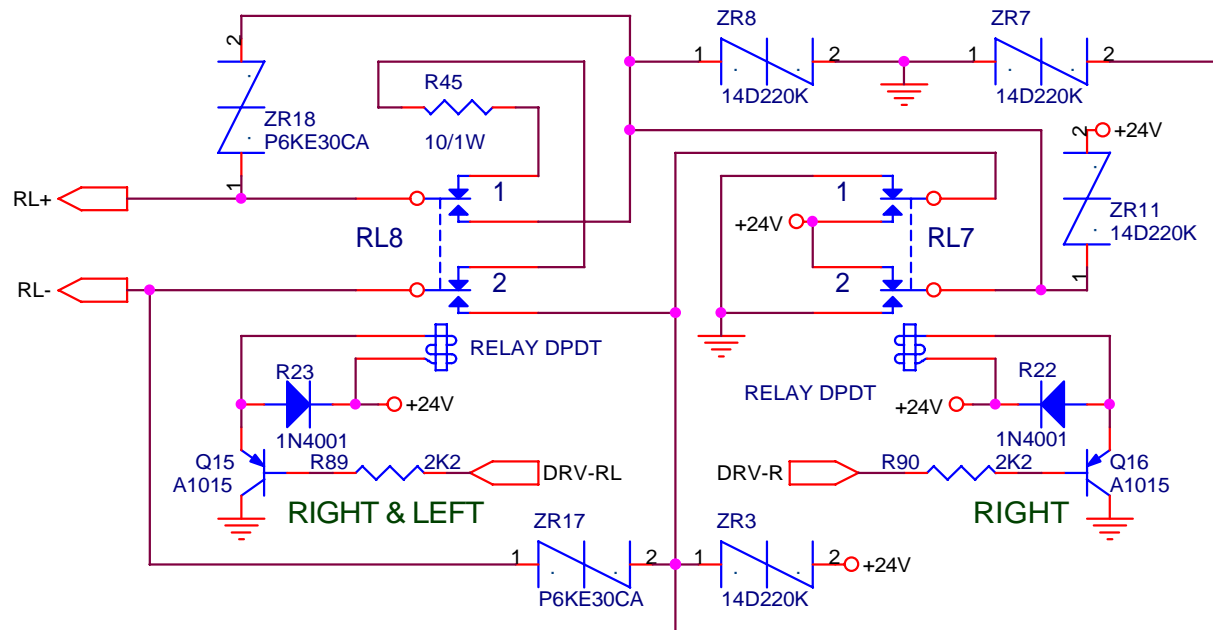 ZR8
ZR7
2
1
2
1
2
R45
14D220K
14D220K
ZR18
P6KE30CA
10/1W
2
+24V
1
RL+
1
1
ZR11
14D220K
RL8
+24V
RL7
RL-
2
2
1
RELAY DPDT
R23
R22
RELAY DPDT
+24V
+24V
1N4001
1N4001
Q15
A1015
R89
2K2
DRV-RL
DRV-R
R90
2K2
Q16
A1015
RIGHT & LEFT
RIGHT
ZR17
ZR3
1
2
1
2
+24V
P6KE30CA
14D220K